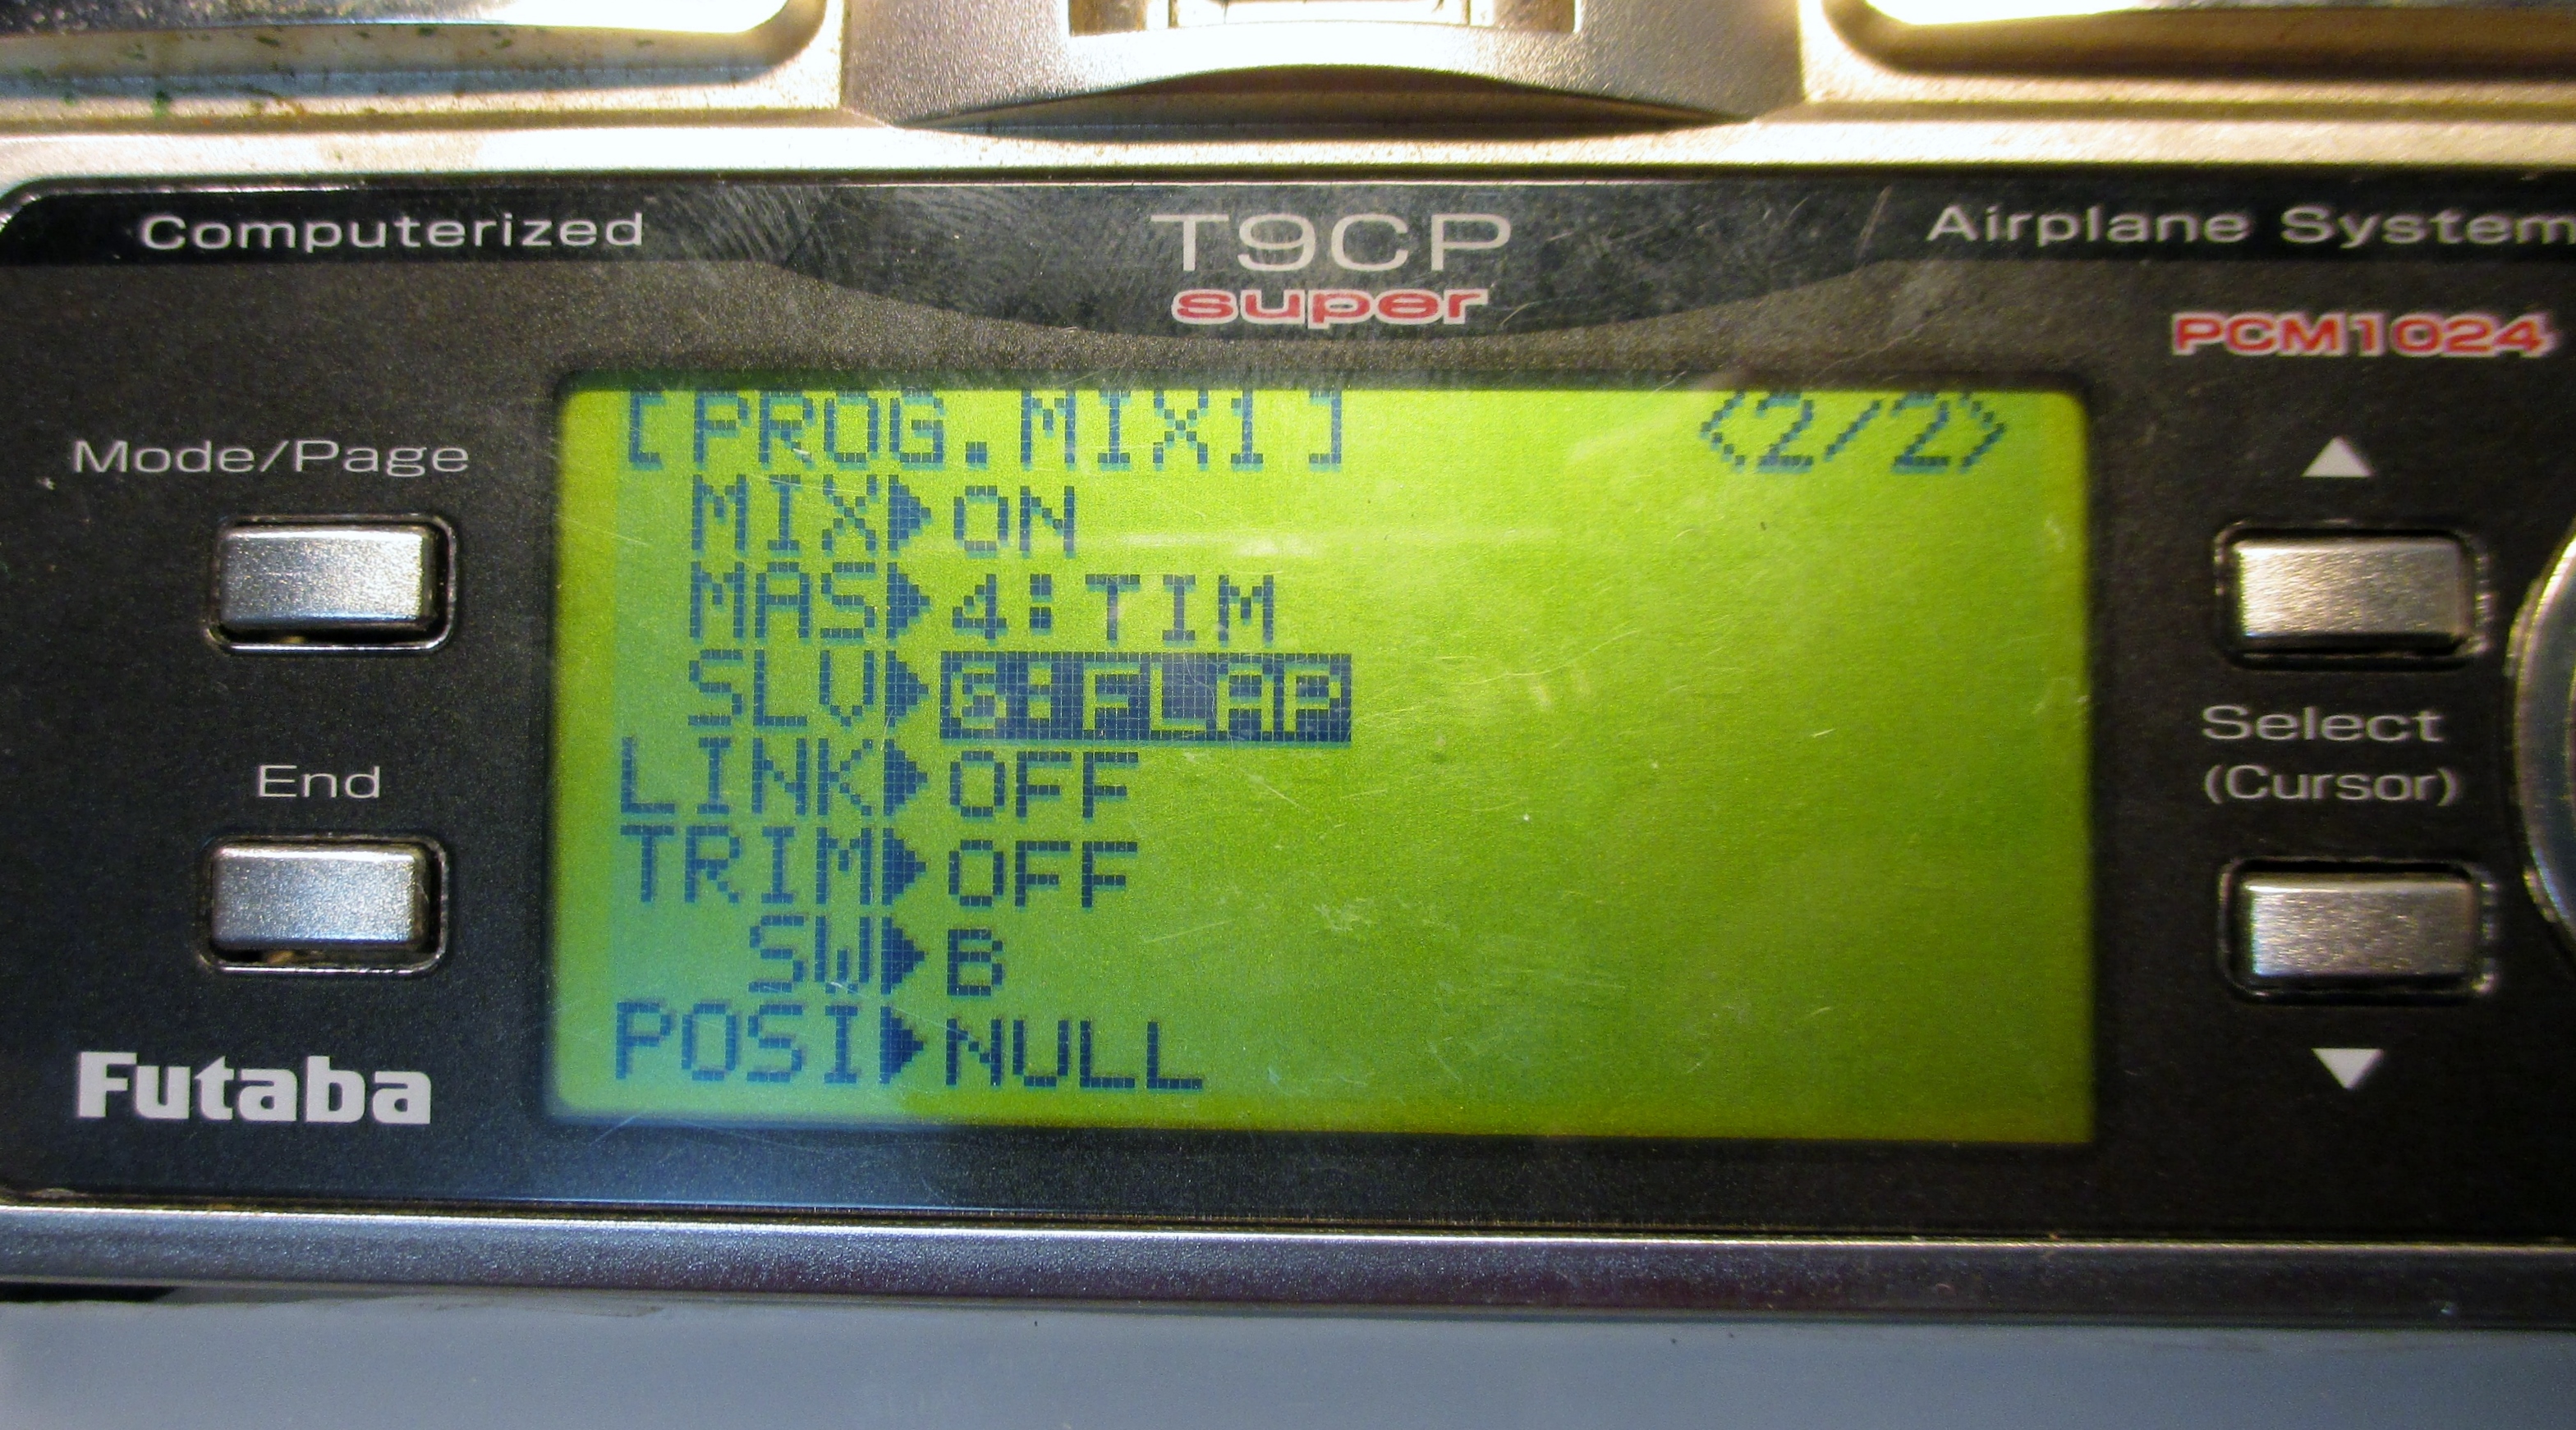 Computerized
T9CP
super
Airplane System
PCM1024
Mode/Page
End
Futaba
[PROG.MIX1] <2/2>
MIX▶ON
MAS▶4:TIM
SLV▶6:FLAP
LINK▶OFF
TRIM▶OFF
SW▶B
POSI▶NULL
▲
Select
(Cursor)
▼